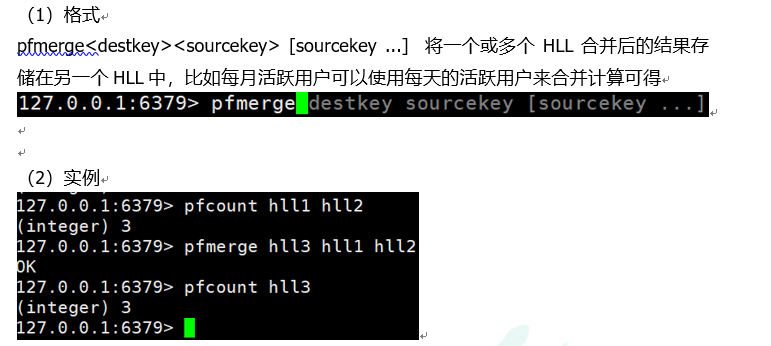 （1）格式
pfmerge<destkey><sourcekey> [sourcekey ...] 将一个或多个 HLL 合并后的结果存
储在另一个 HLL 中，比如每月活跃用户可以使用每天的活跃用户来合并计算可得
127.0.0.1:6379> pfmerge destkey sourcekey [sourcekey ...]
（2）实例
127.0.0.1:6379> pfcount hll1 hll2
(integer) 3
127.0.0.1:6379> pfmerge hll3 hll1 hll2
OK
127.0.0.1:6379> pfcount hll3
(integer) 3
127.0.0.1:6379>